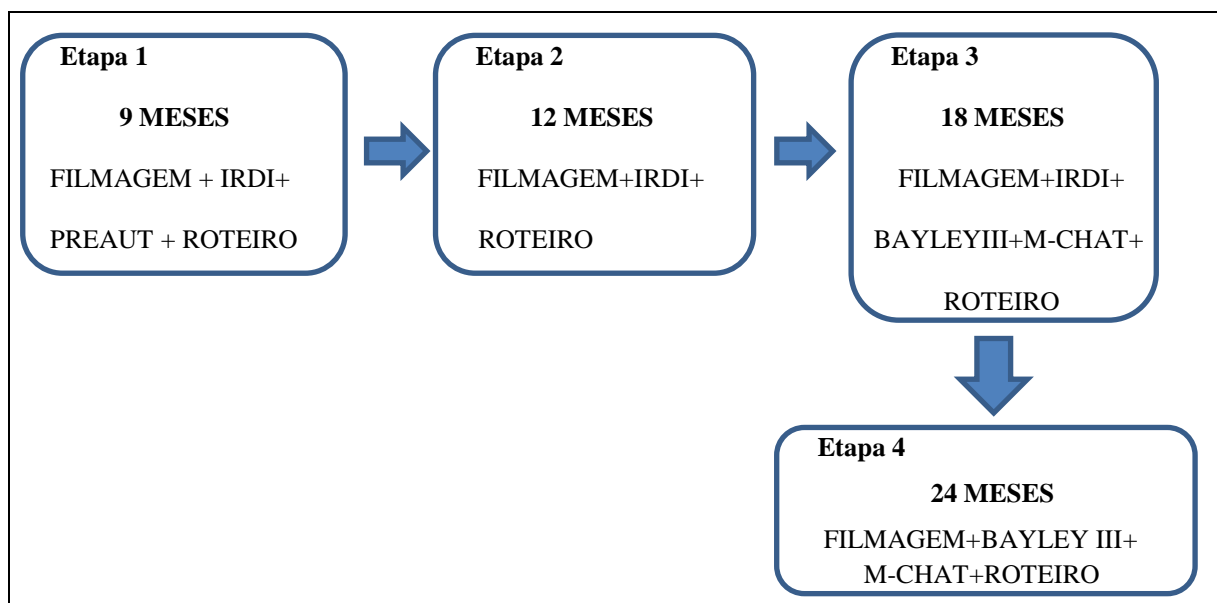 Etapa 1
9 MESES
FILMAGEM + IRDI+
PREAUT + ROTEIRO
Etapa 2
12 MESES
FILMAGEM+IRDI+
ROTEIRO
Etapa 3
18 MESES
FILMAGEM+IRDI+
BAYLEYIII+M-CHAT+
ROTEIRO
Etapa 4
24 MESES
FILMAGEM+BAYLEY III+
M-CHAT+ROTEIRO